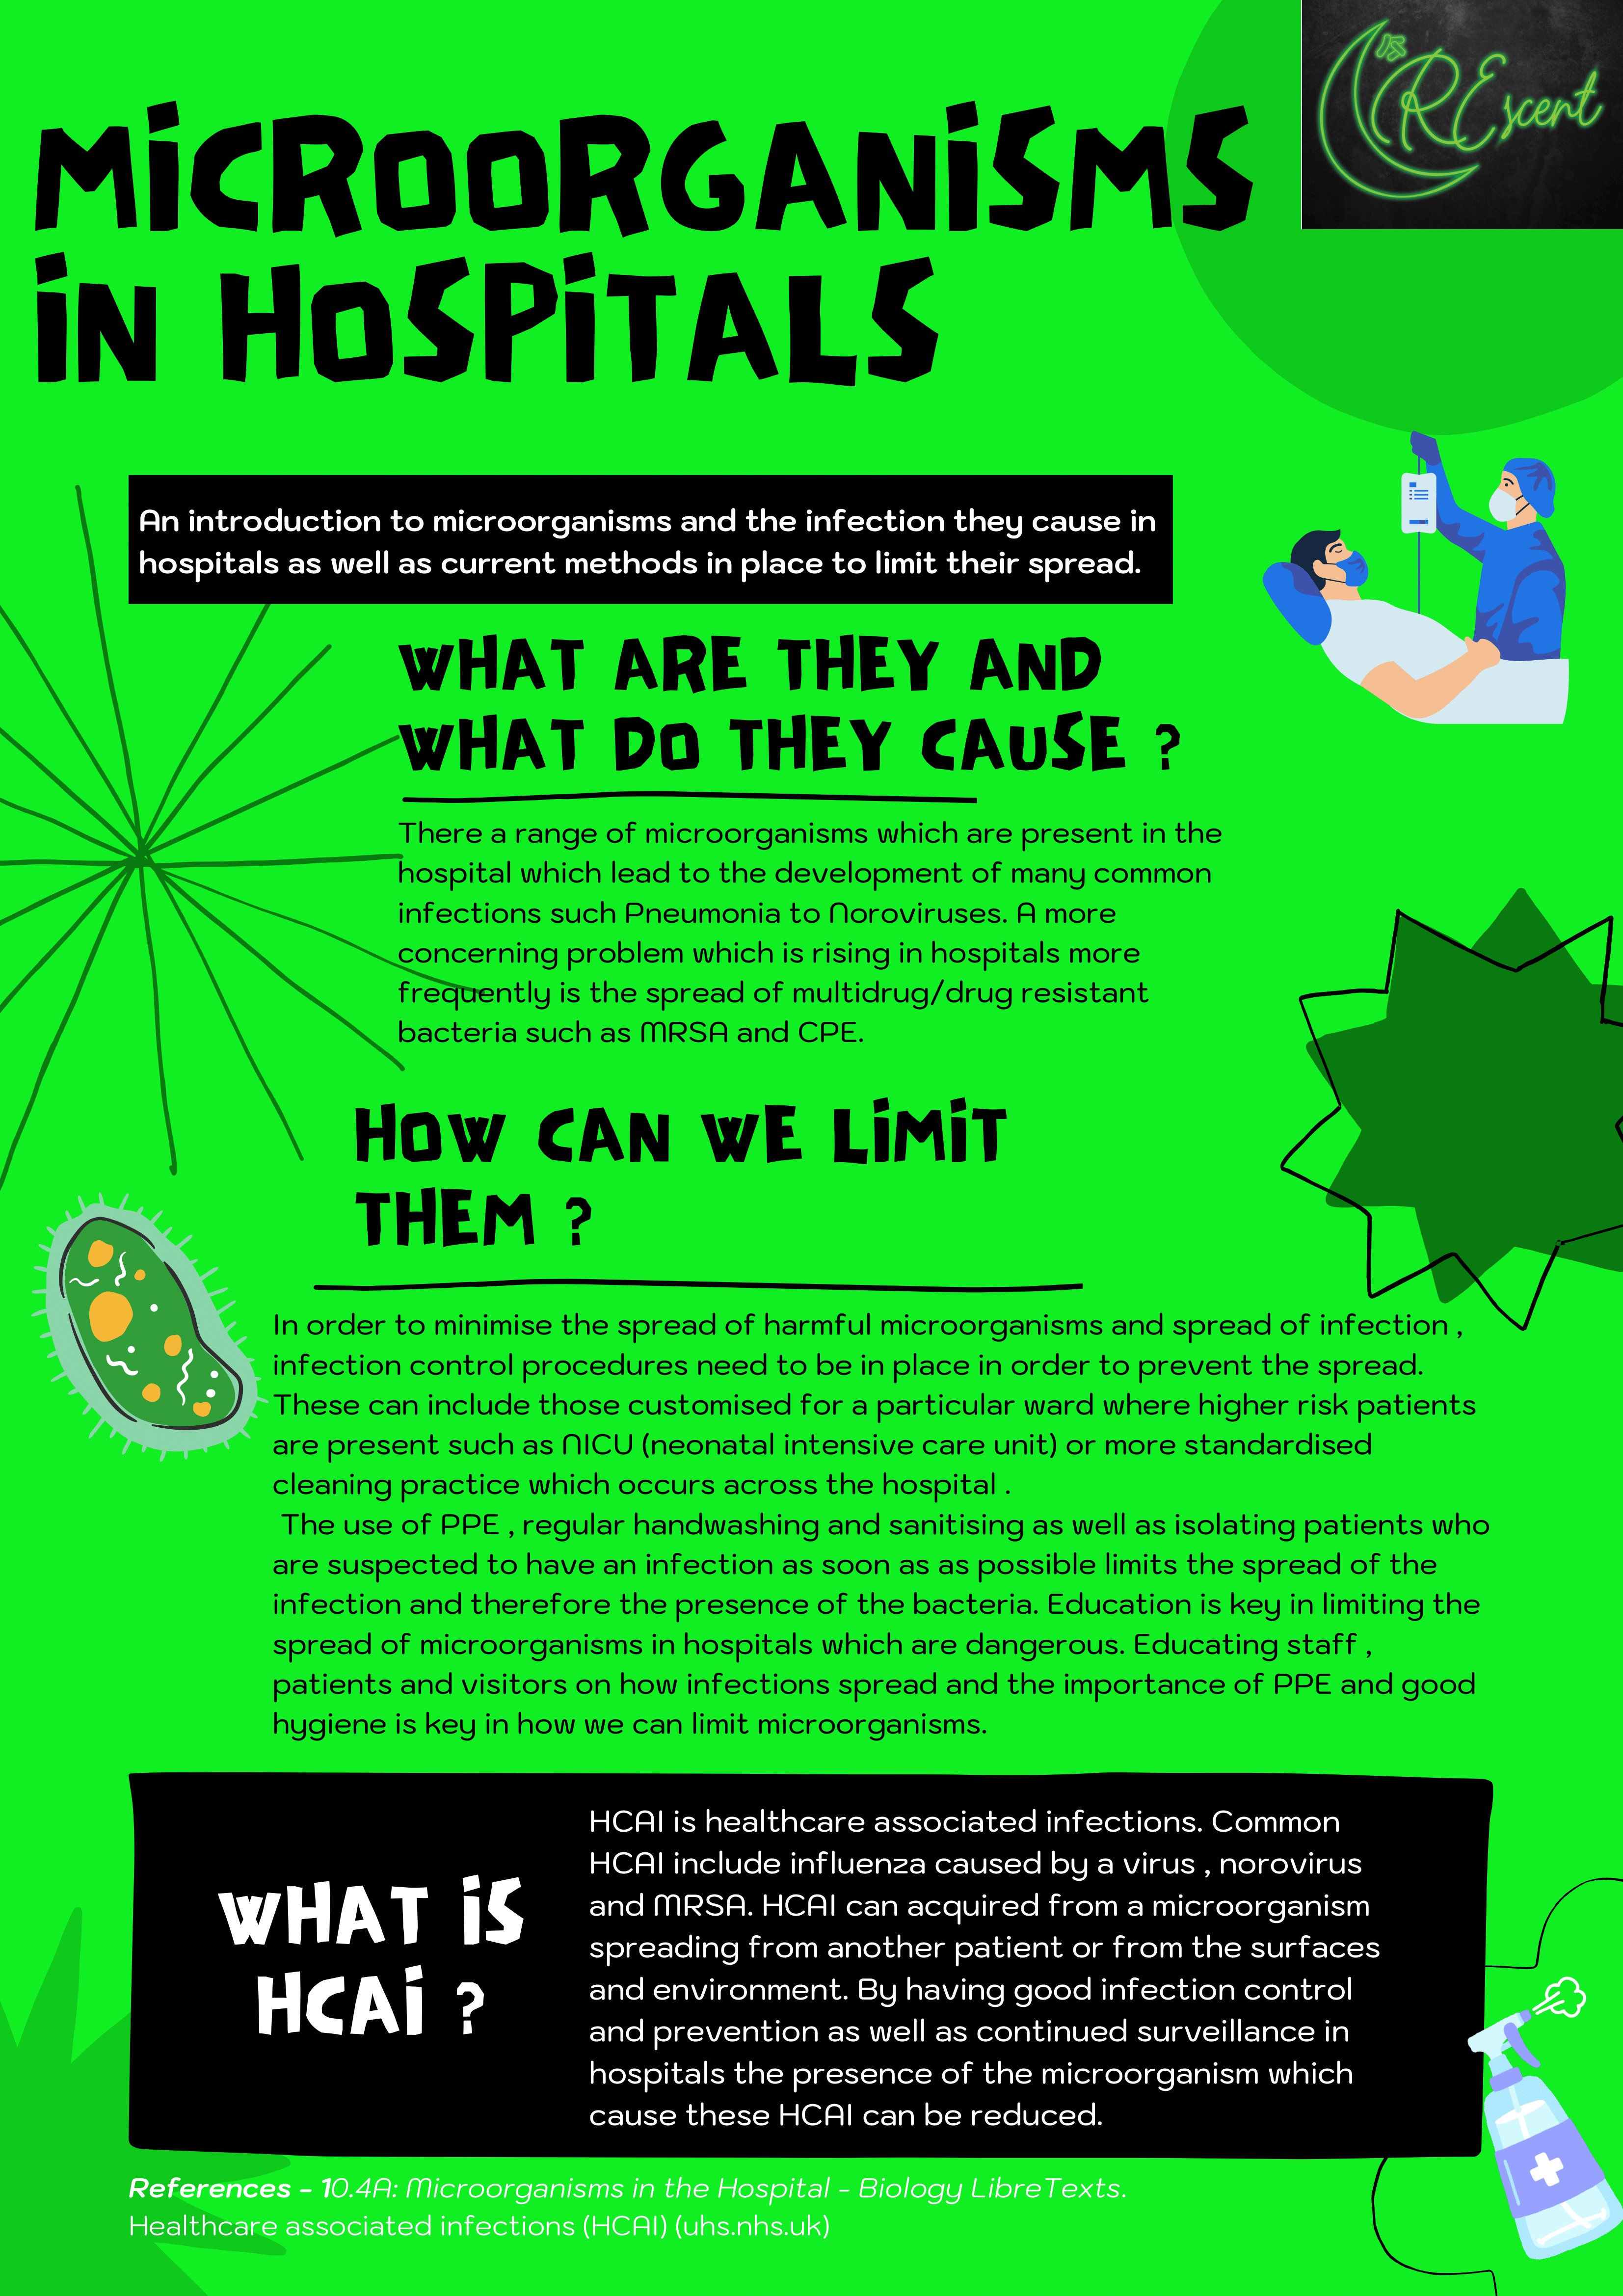 MiCROORGANiSMS
iN HOSPiTALS
CREscent
An introduction to microorganisms and the infection they cause in
hospitals as well as current methods in place to limit their spread.
WHAT ARE THEY AND
WHAT DO THEY CAUSE ?
There a range of microorganisms which are present in the
hospital which lead to the development of many common
infections such Pneumonia to Noroviruses. A more
concerning problem which is rising in hospitals more
frequently is the spread of multidrug/drug resistant
bacteria such as MRSA and CPE.
HOW CAN WE LiMiT
THEM ?
In order to minimise the spread of harmful microorganisms and spread of infection ,
infection control procedures need to be in place in order to prevent the spread.
These can include those customised for a particular ward where higher risk patients
are present such as NICU (neonatal intensive care unit) or more standardised
cleaning practice which occurs across the hospital .
The use of PPE , regular handwashing and sanitising as well as isolating patients who
are suspected to have an infection as soon as as possible limits the spread of the
infection and therefore the presence of the bacteria. Education is key in limiting the
spread of microorganisms in hospitals which are dangerous. Educating staff ,
patients and visitors on how infections spread and the importance of PPE and good
hygiene is key in how we can limit microorganisms.
WHAT iS
HCAi ?
HCAI is healthcare associated infections. Common
HCAI include influenza caused by a virus , norovirus
and MRSA. HCAI can acquired from a microorganism
spreading from another patient or from the surfaces
and environment. By having good infection control
and prevention as well as continued surveillance in
hospitals the presence of the microorganism which
cause these HCAI can be reduced.
References - 10.4A: Microorganisms in the Hospital - Biology LibreTexts.
Healthcare associated infections (HCAI) (uhs.nhs.uk)